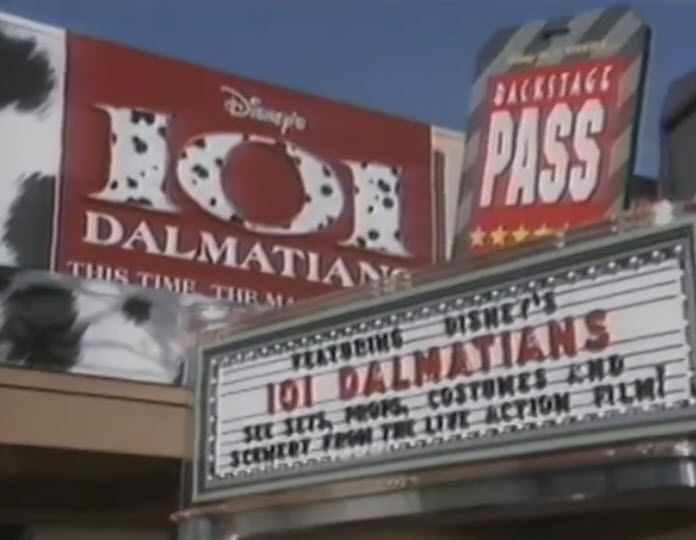 Disney's
101
DALMATIANS
THIS TIME, THE MA
BACKSTAGE
PASS
FEATURING DISNEY'S
101 DALMATIANS
SEE SETS, PROPS, COSTUMES AND
SCENERY FROM THE LIVE ACTION FILM!